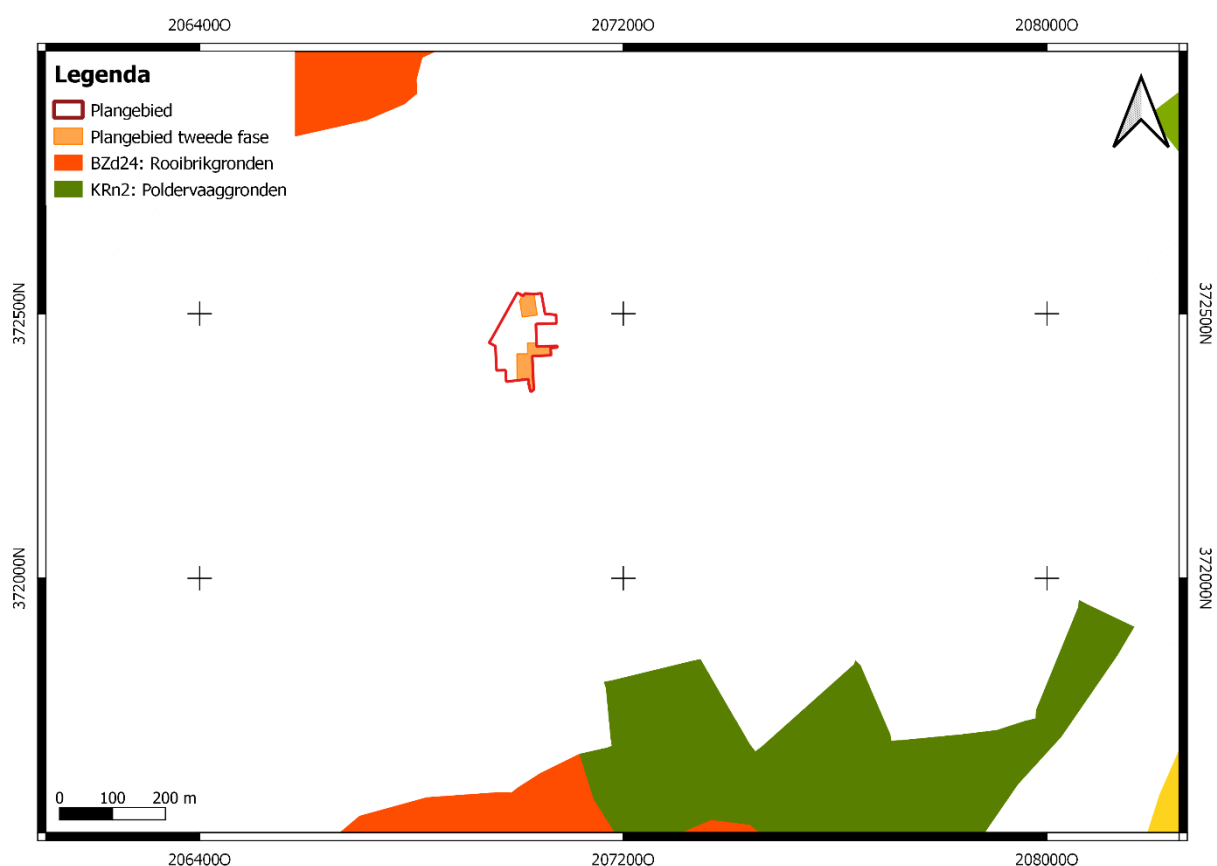 206400O 207200O 208000O
Legenda
Plangebied
Plangebied tweede fase
BZd24: Rooibrikgronden
KRn2: Poldervaaggronden
372500N 372500N
372000N 372000N
0 100 200 m
206400O 207200O 208000O